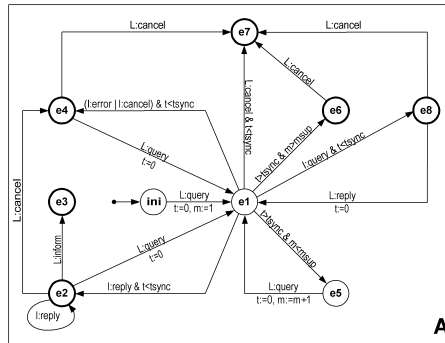 L:cancel
e7
L:cancel
L:cancel
e4
(I:error | I:cancel) & t<tsync
L:cancel & t<tsync
e6
e8
L:query
t:=0
t>tsync & m>msup
I:query & t<tsync
L:cancel
e3
ini
L:query
t:=0, m:=1
e1
L:reply
t:=0
L:inform
L:query
t:=0
t>tsync & m<msup
e2
I:reply & t<tsync
L:query
t:=0, m:=m+1
e5
I:reply
A